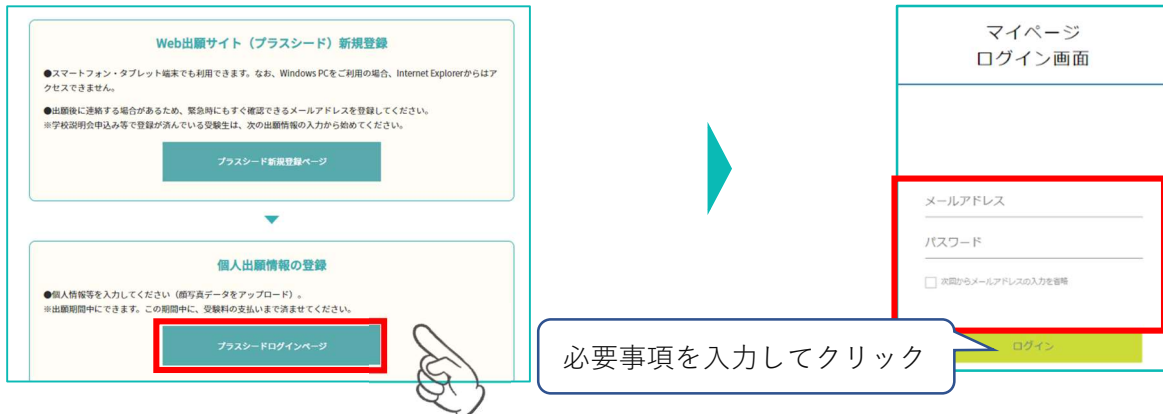 Web出願サイト（プラスシード）新規登録
●スマートフォン・タブレット端末でも利用できます。なお、Windows PCをご利用の場合、Internet Explorerからはア
クセスできません。
●出願後に連絡する場合があるため、緊急時にもすぐ確認できるメールアドレスを登録してください。
※学校説明会申込み等で登録が済んでいる受験生は、次の出願情報の入力から始めてください。
プラスシード新規登録ページ
個人出願情報の登録
●個人情報等を入力してください（顔写真データをアップロード）。
※出願期間中にできます。この期間中に、受験料の支払いまで済ませてください。
プラスシードログインページ
マイページ
ログイン画面
メールアドレス
パスワード
次回からメールアドレスの入力を省略
ログイン
必要事項を入力してクリック